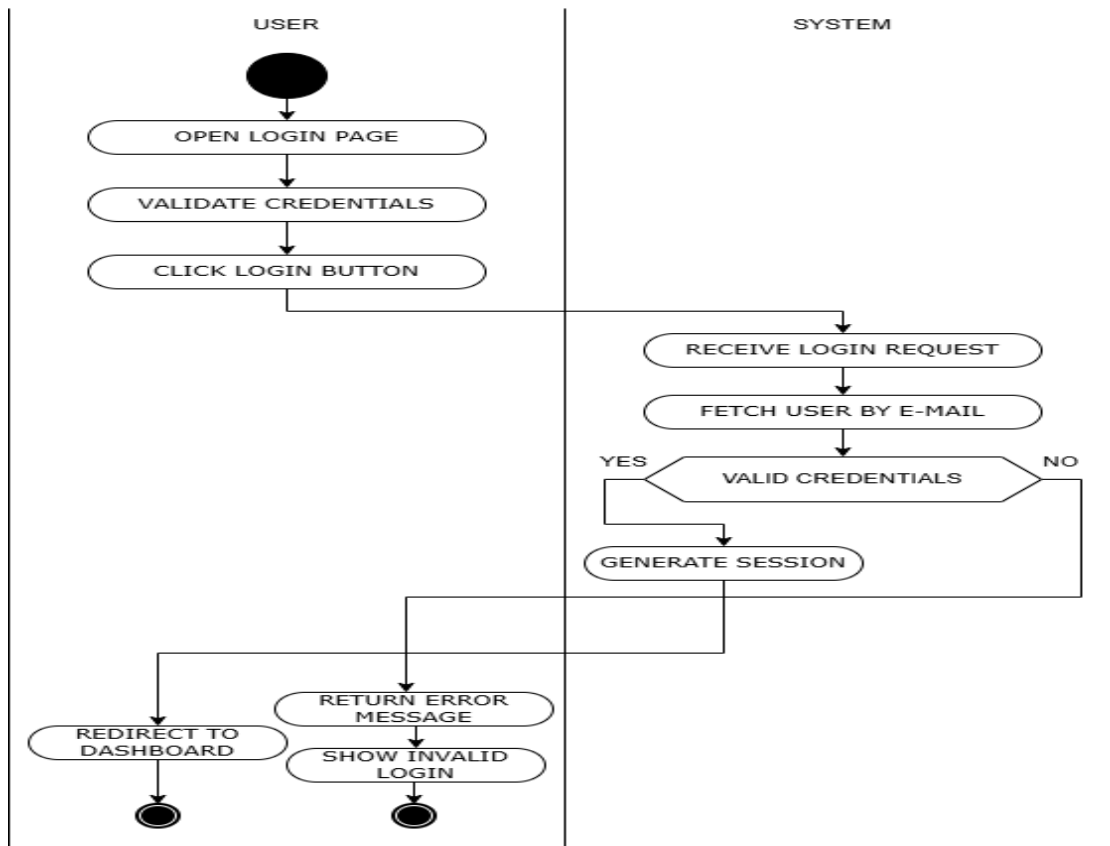 USER
SYSTEM
OPEN LOGIN PAGE
VALIDATE CREDENTIALS
CLICK LOGIN BUTTON
RECEIVE LOGIN REQUEST
FETCH USER BY E-MAIL
YES
VALID CREDENTIALS
NO
GENERATE SESSION
RETURN ERROR
MESSAGE
REDIRECT TO
DASHBOARD
SHOW INVALID
LOGIN